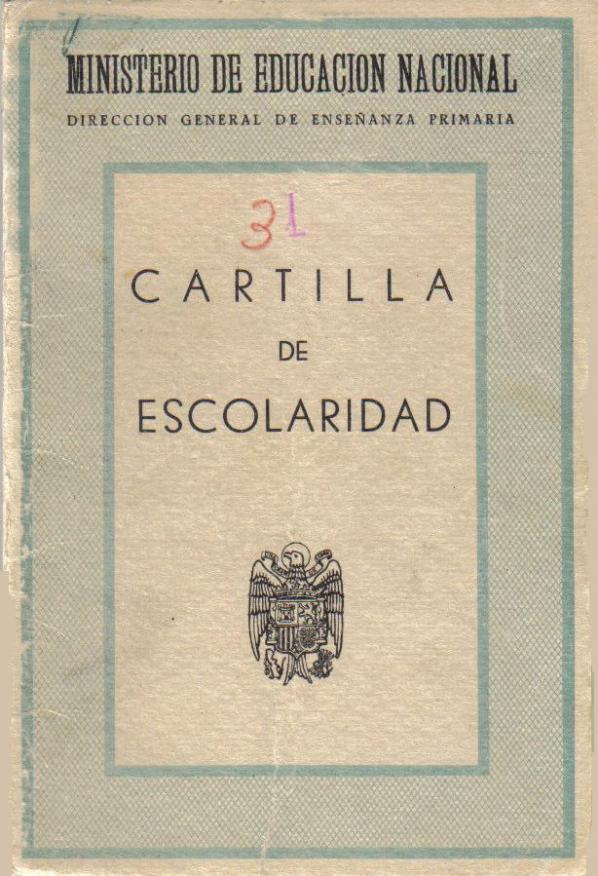 MINISTERIO DE EDUCACION NACIONAL
DIRECCION GENERAL DE ENSEÑANZA PRIMARIA
31
CARTILLA
DE
ESCOLARIDAD